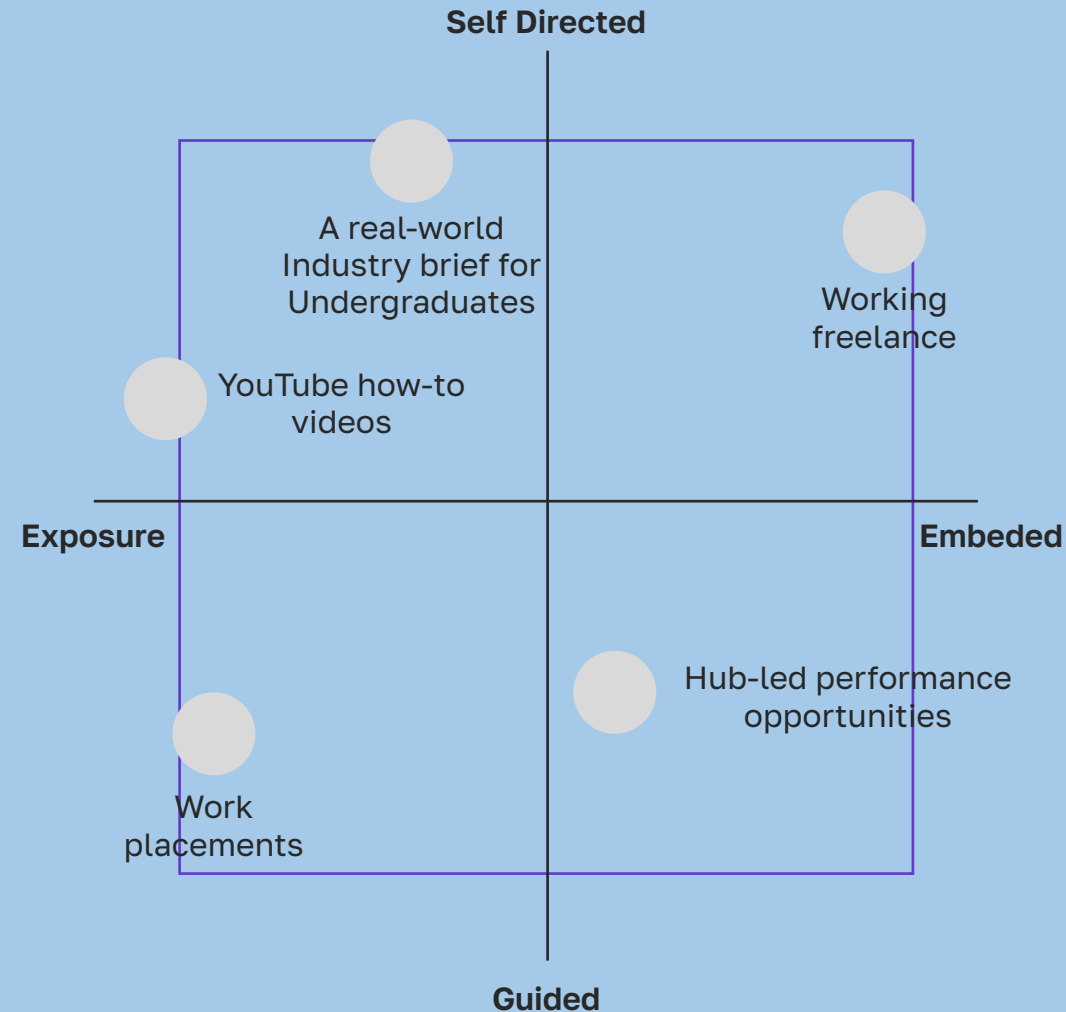 Self Directed
A real-world
Industry brief for
Undergraduates
Working
freelance
YouTube how-to
videos
Exposure
Embeded
Hub-led performance
opportunities
Work
placements
Guided